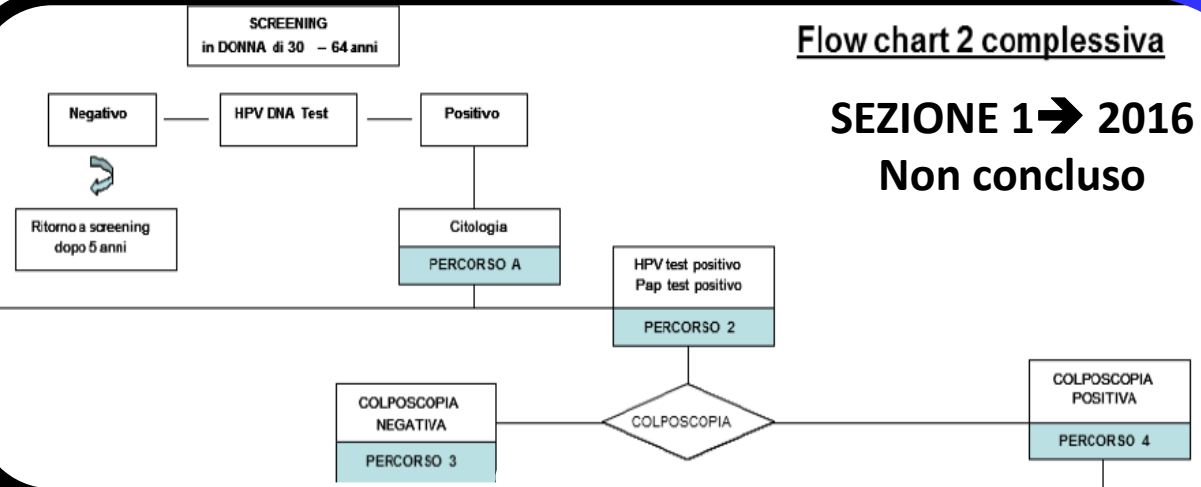 SCREENING
in DONNA di 30 – 64 anni
Flow chart 2 complessiva
SEZIONE 1➔ 2016
Non concluso
Negativo
HPV DNA Test
Positivo
Ritorno a screening
dopo 5 anni
Citologia
PERCORSO A
HPV test positivo
Pap test positivo
PERCORSO 2
COLPOSCOPIA
NEGATIVA
PERCORSO 3
COLPOSCOPIA
COLPOSCOPIA
POSITIVA
PERCORSO 4